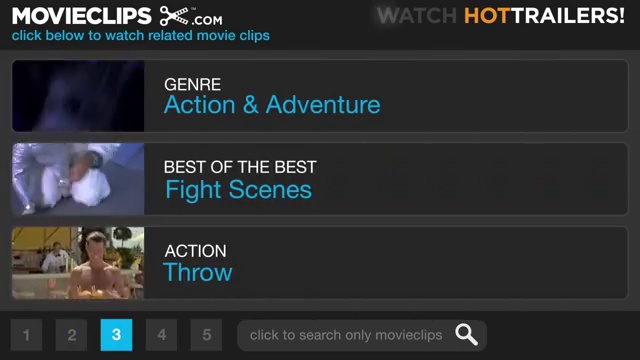 MOVIECLIPS .COM
WATCH HOTTRAILERS!
click below to watch related movie clips
GENRE
Action & Adventure
BEST OF THE BEST
Fight Scenes
ACTION
Throw
1 2 3 4 5 click to search only movieclips